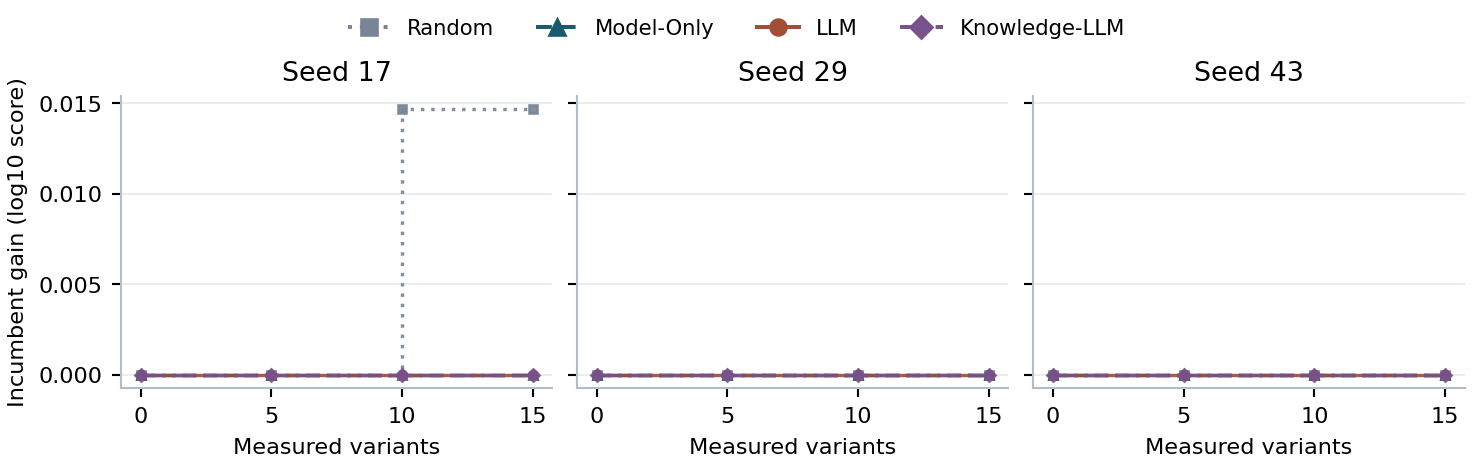 Random Model-Only LLM Knowledge-LLM
Seed 17 Seed 29 Seed 43
Incumbent gain (log10 score)
0.015
0.010
0.005
0.000
0 5 10 15 0 5 10 15 0 5 10 15
Measured variants Measured variants Measured variants